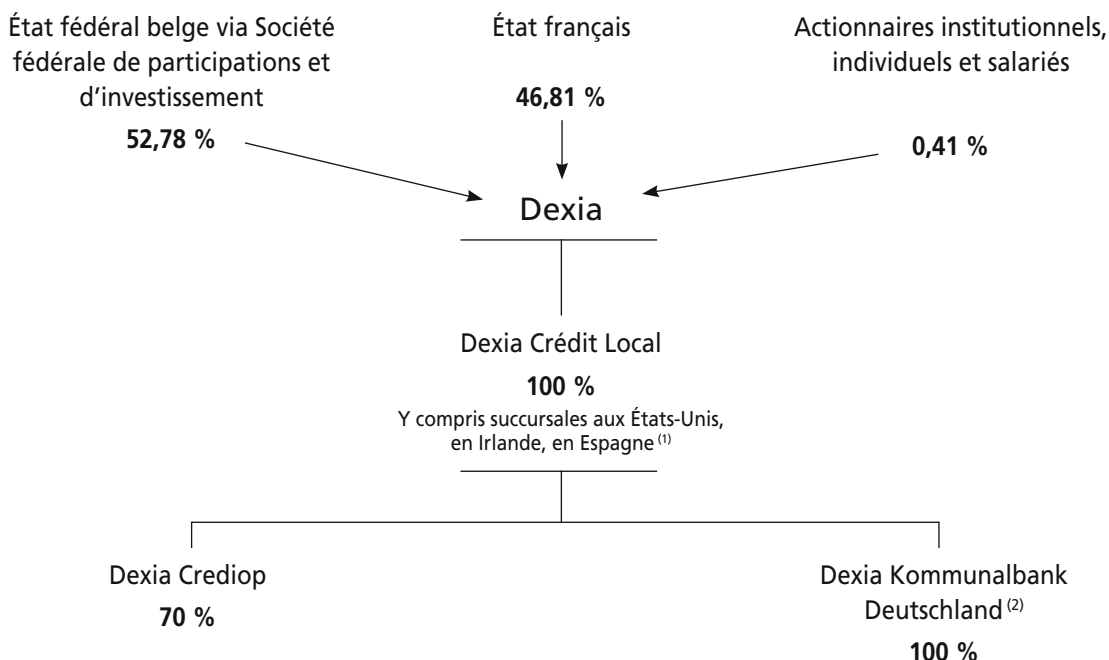 État fédéral belge via Société
fédérale de participations et
d’investissement
52,78 %
État français
46,81 %
Actionnaires institutionnels,
individuels et salariés
0,41 %
Dexia
Dexia Crédit Local
100 %
Y compris succursales aux États-Unis,
en Irlande, en Espagne (1)
Dexia Crediop
70 %
Dexia Kommunalbank
Deutschland (2)
100 %